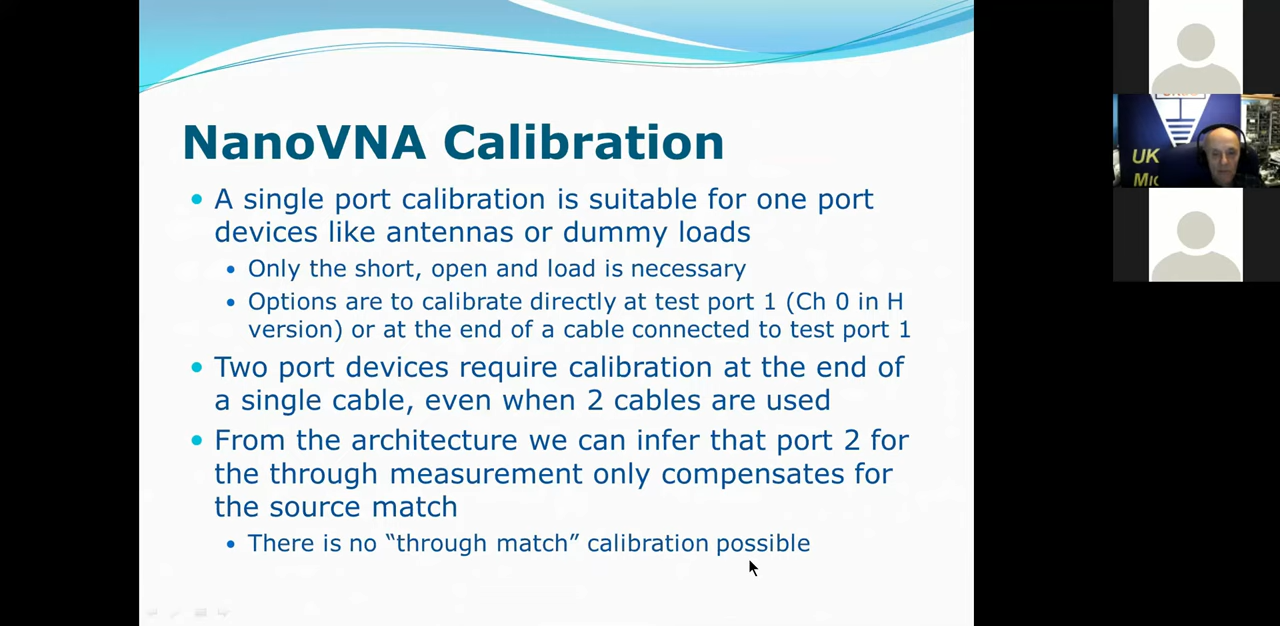 NanoVNA Calibration
• A single port calibration is suitable for one port
devices like antennas or dummy loads
• Only the short, open and load is necessary
• Options are to calibrate directly at test port 1 (Ch 0 in H
version) or at the end of a cable connected to test port 1
• Two port devices require calibration at the end of
a single cable, even when 2 cables are used
• From the architecture we can infer that port 2 for
the through measurement only compensates for
the source match
• There is no “through match” calibration possible
UK